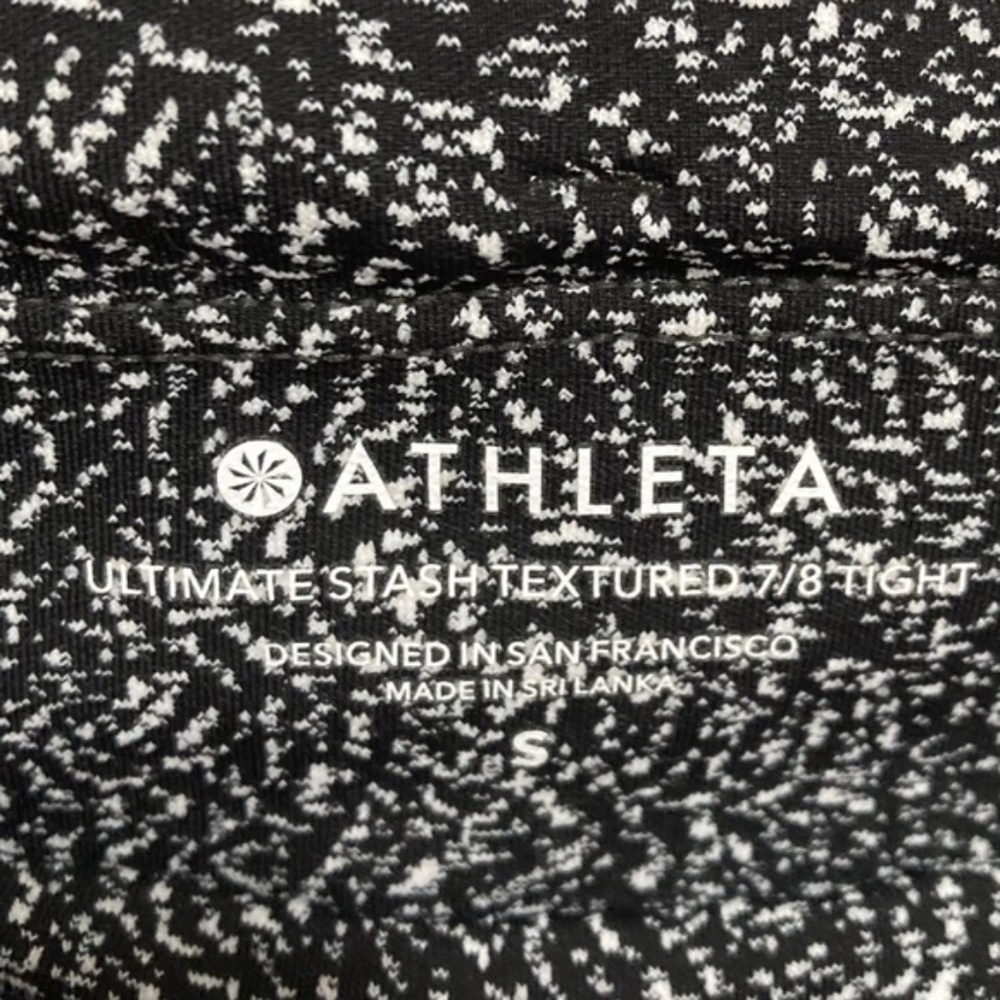 ATHLETA
ULTIMATE STASH TEXTURED 7/8 TIGHT
DESIGNED IN SAN FRANCISCO
MADE IN SRI LANKA
S